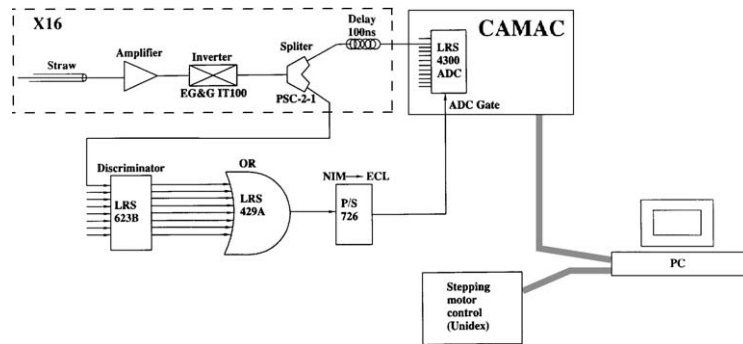 X16
Straw
Amplifier
Inverter
EG&G IT100
Spliter
PSC-2-1
Delay
100ns
CAMAC
LRS
4300
ADC
ADC Gate
Discriminator
LRS
623B
OR
LRS
429A
NIM → ECL
P/S
726
PC
Stepping
motor
control
(Unidex)